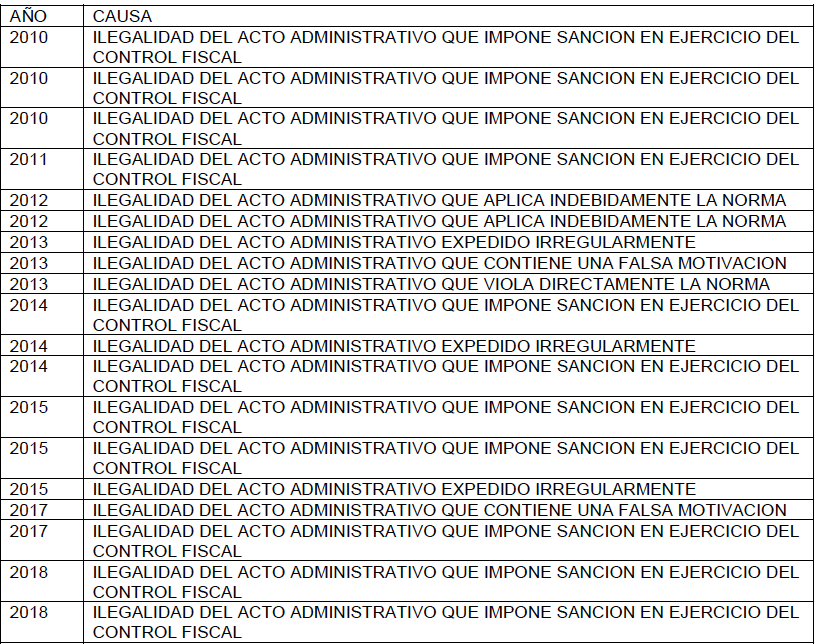 AÑO CAUSA
2010 ILEGALIDAD DEL ACTO ADMINISTRATIVO QUE IMPONE SANCION EN EJERCICIO DEL
CONTROL FISCAL
2010 ILEGALIDAD DEL ACTO ADMINISTRATIVO QUE IMPONE SANCION EN EJERCICIO DEL
CONTROL FISCAL
2010 ILEGALIDAD DEL ACTO ADMINISTRATIVO QUE IMPONE SANCION EN EJERCICIO DEL
CONTROL FISCAL
2011 ILEGALIDAD DEL ACTO ADMINISTRATIVO QUE IMPONE SANCION EN EJERCICIO DEL
CONTROL FISCAL
2012 ILEGALIDAD DEL ACTO ADMINISTRATIVO QUE APLICA INDEBIDAMENTE LA NORMA
2012 ILEGALIDAD DEL ACTO ADMINISTRATIVO QUE APLICA INDEBIDAMENTE LA NORMA
2013 ILEGALIDAD DEL ACTO ADMINISTRATIVO EXPEDIDO IRREGULARMENTE
2013 ILEGALIDAD DEL ACTO ADMINISTRATIVO QUE CONTIENE UNA FALSA MOTIVACION
2013 ILEGALIDAD DEL ACTO ADMINISTRATIVO QUE VIOLA DIRECTAMENTE LA NORMA
2014 ILEGALIDAD DEL ACTO ADMINISTRATIVO QUE IMPONE SANCION EN EJERCICIO DEL
CONTROL FISCAL
2014 ILEGALIDAD DEL ACTO ADMINISTRATIVO EXPEDIDO IRREGULARMENTE
2014 ILEGALIDAD DEL ACTO ADMINISTRATIVO QUE IMPONE SANCION EN EJERCICIO DEL
CONTROL FISCAL
2015 ILEGALIDAD DEL ACTO ADMINISTRATIVO QUE IMPONE SANCION EN EJERCICIO DEL
CONTROL FISCAL
2015 ILEGALIDAD DEL ACTO ADMINISTRATIVO QUE IMPONE SANCION EN EJERCICIO DEL
CONTROL FISCAL
2015 ILEGALIDAD DEL ACTO ADMINISTRATIVO EXPEDIDO IRREGULARMENTE
2017 ILEGALIDAD DEL ACTO ADMINISTRATIVO QUE CONTIENE UNA FALSA MOTIVACION
2017 ILEGALIDAD DEL ACTO ADMINISTRATIVO QUE IMPONE SANCION EN EJERCICIO DEL
CONTROL FISCAL
2018 ILEGALIDAD DEL ACTO ADMINISTRATIVO QUE IMPONE SANCION EN EJERCICIO DEL
CONTROL FISCAL
2018 ILEGALIDAD DEL ACTO ADMINISTRATIVO QUE IMPONE SANCION EN EJERCICIO DEL
CONTROL FISCAL